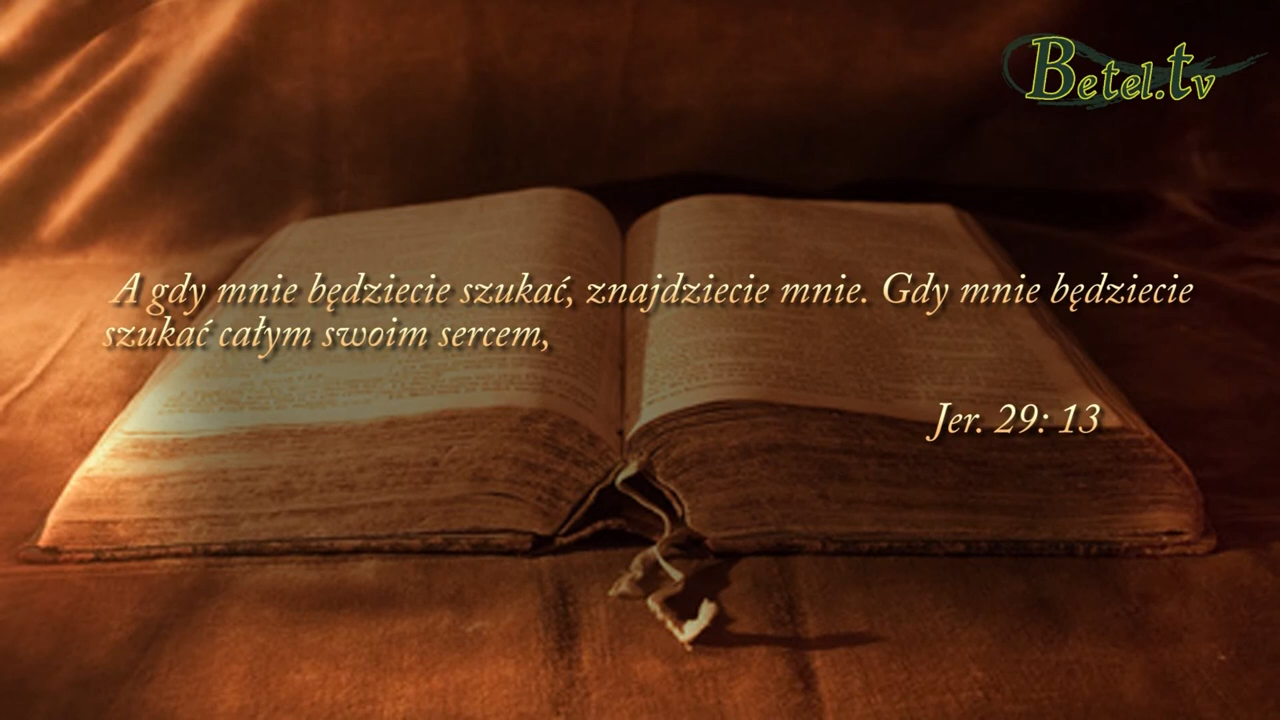 Betel.tv
A gdy mnie będziecie szukać, znajdziecie mnie. Gdy mnie będziecie
szukać całym swoim sercem,
Jer. 29: 13